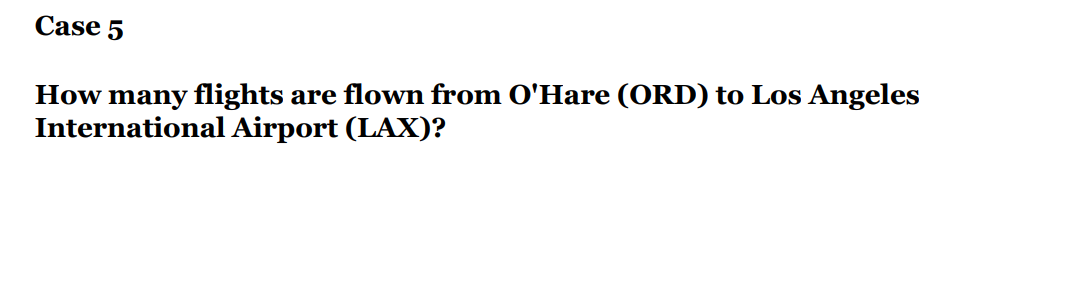 Case 5
How many flights are flown from O'Hare (ORD) to Los Angeles
International Airport (LAX)?